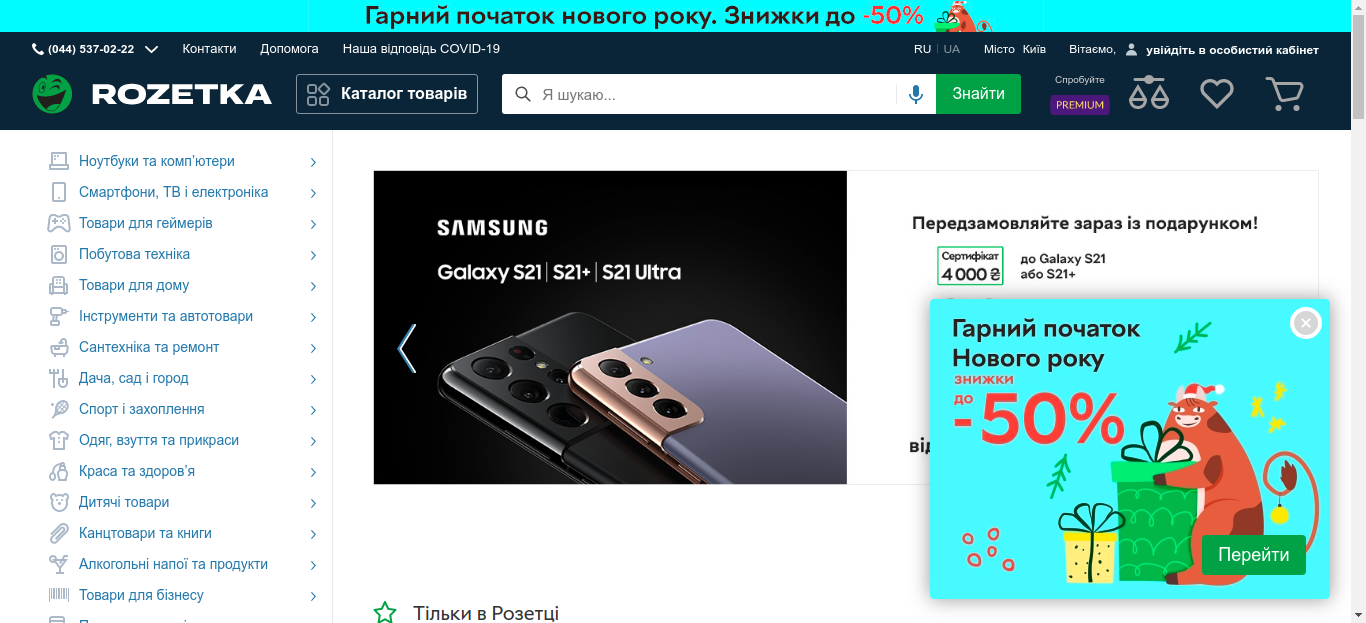 Гарний початок нового року. Знижки до -50%
(044) 537-02-22 Контакти Допомога Наша відповідь COVID-19 RU UA Місто Київ Вітаємо, увійдіть в особистий кабінет
ROZETKA Каталог товарів Я шукаю... Знайти
Спробуйте
PREMIUM
Ноутбуки та комп'ютери
Смартфони, ТВ і електроніка
Товари для геймерів
Побутова техніка
Товари для дому
Інструменти та автотовари
Сантехніка та ремонт
Дача, сад і город
Спорт і захоплення
Одяг, взуття та прикраси
Краса та здоров'я
Дитячі товари
Канцтовари та книги
Алкогольні напої та продукти
Товари для бізнесу
SAMSUNG
Galaxy S21 | S21+ | S21 Ultra
Передзамовляйте зараз із подарунком!
Сертифікат
4 000 ₴
до Galaxy S21
або S21+
від
Гарний початок
Нового року
знижки
до
-50%
Перейти
Тільки в Розетці